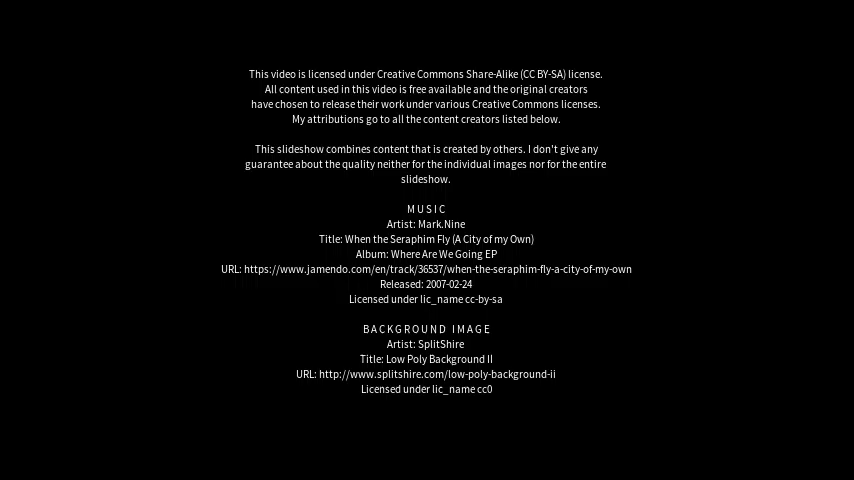 This video is licensed under Creative Commons Share-Alike (CC BY-SA) license.
All content used in this video is free available and the original creators
have chosen to release their work under various Creative Commons licenses.
My attributions go to all the content creators listed below.
This slideshow combines content that is created by others. I don't give any
guarantee about the quality neither for the individual images nor for the entire
slideshow.
MUSIC
Artist: Mark.Nine
Title: When the Seraphim Fly (A City of my Own)
Album: Where Are We Going EP
URL: https://www.jamendo.com/en/track/36537/when-the-seraphim-fly-a-city-of-my-own
Released: 2007-02-24
Licensed under lic_name cc-by-sa
BACKGROUND IMAGE
Artist: SplitShire
Title: Low Poly Background II
URL: http://www.splitshire.com/low-poly-background-ii
Licensed under lic_name cc0